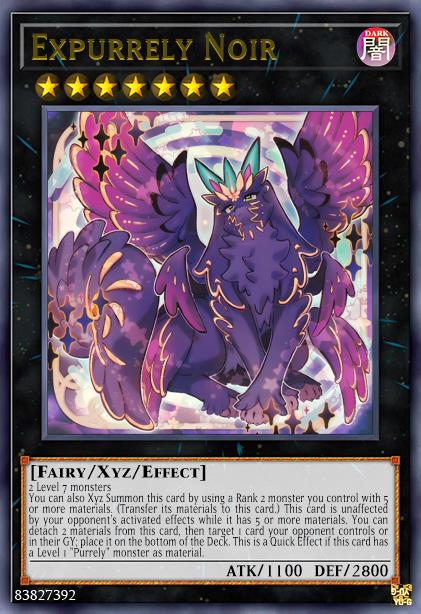 EXPURRELY NOIR
DARK
闇
[FAIRY/XYZ/EFFECT]
2 Level 7 monsters
You can also Xyz Summon this card by using a Rank 2 monster you control with 5
or more materials. (Transfer its materials to this card.) This card is unaffected
by your opponent's activated effects while it has 5 or more materials. You can
detach 2 materials from this card, then target 1 card your opponent controls or
in their GY; place it on the bottom of the Deck. This is a Quick Effect if this card has
a Level 1 "Purrely" monster as material.
ATK/1100 DEF/2800
83827392